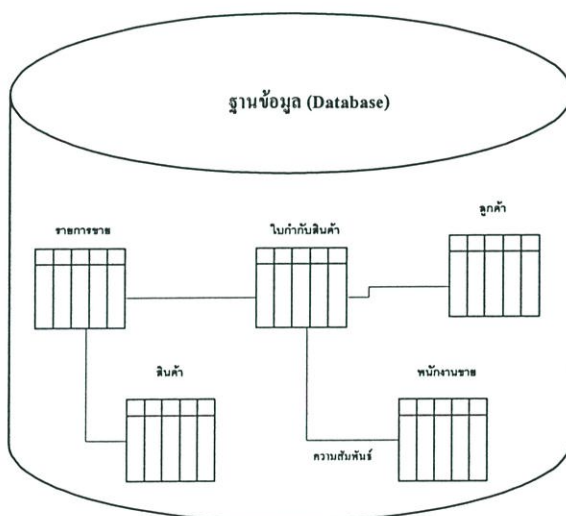 ฐานข้อมูล (Database)
ลูกค้า
รายการขาย
ใบกำกับสินค้า
สินค้า
พนักงานขาย
ความสัมพันธ์